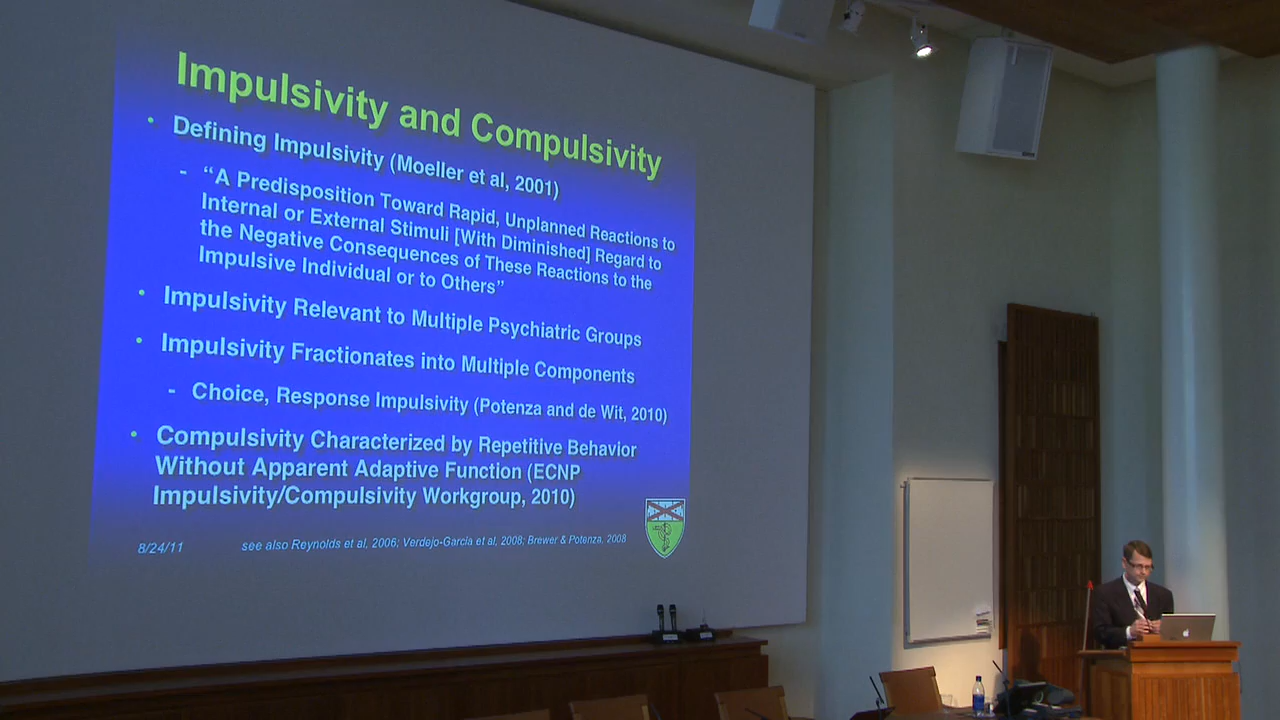 Impulsivity and Compulsivity
• Defining Impulsivity (Moeller et al, 2001)
- “A Predisposition Toward Rapid, Unplanned Reactions to
Internal or External Stimuli [With Diminished] Regard to
the Negative Consequences of These Reactions to the
Impulsive Individual or to Others”
• Impulsivity Relevant to Multiple Psychiatric Groups
• Impulsivity Fractionates into Multiple Components
- Choice, Response Impulsivity (Potenza and de Wit, 2010)
• Compulsivity Characterized by Repetitive Behavior
Without Apparent Adaptive Function (ECNP
Impulsivity/Compulsivity Workgroup, 2010)
8/24/11
see also Reynolds et al, 2006; Verdejo-Garcia et al, 2008; Brewer & Potenza, 2008